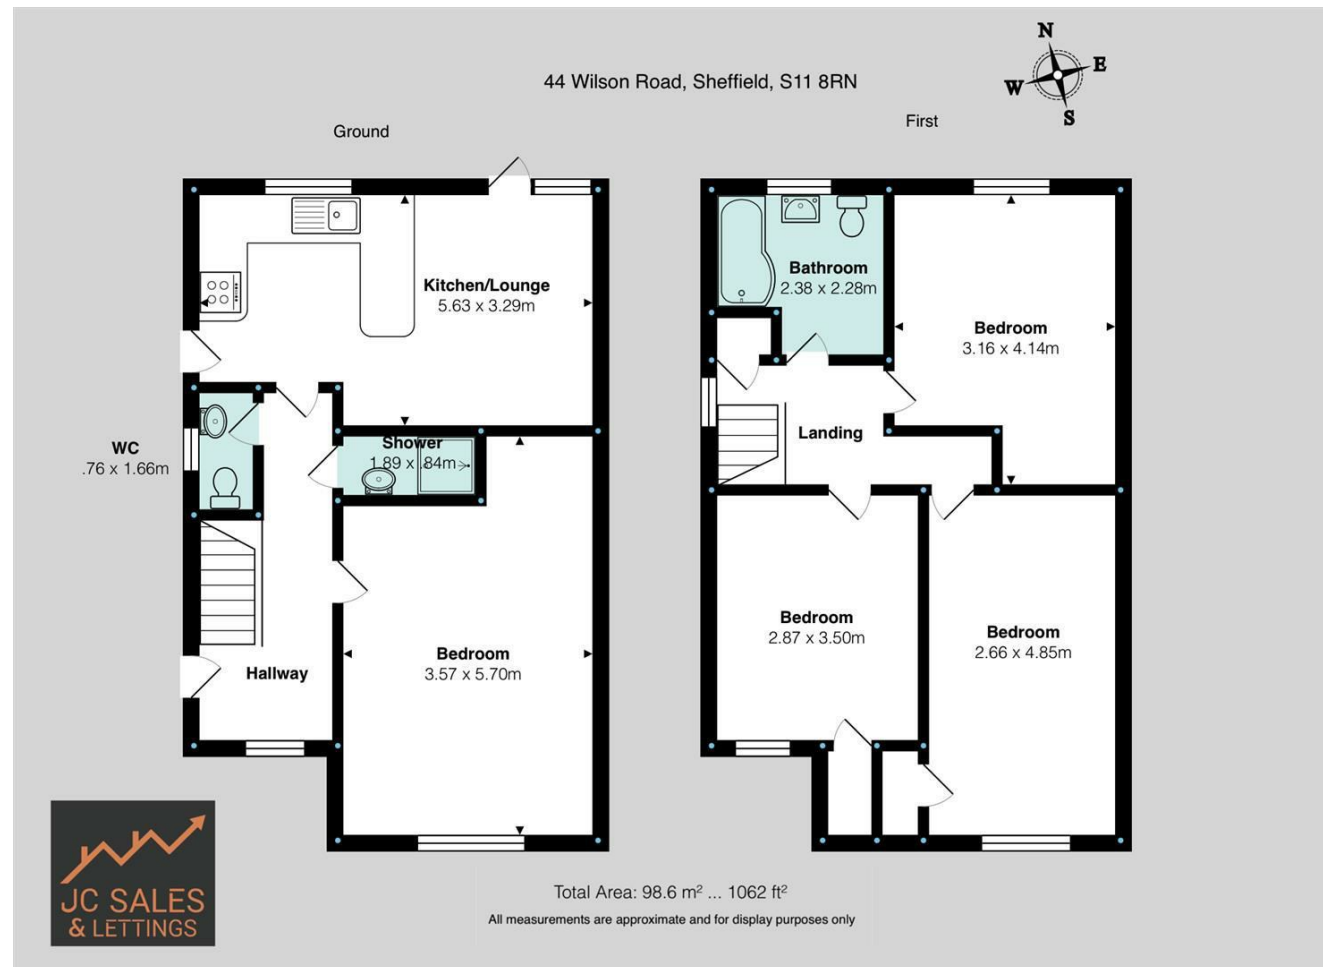 44 Wilson Road, Sheffield, S11 8RN
N
E
W
S
Ground
First
Kitchen/Lounge
5.63 x 3.29m
WC
.76 x 1.66m
Shower
1.89 x .84m
Bedroom
3.57 x 5.70m
Hallway
Bathroom
2.38 x 2.28m
Bedroom
3.16 x 4.14m
Landing
Bedroom
2.87 x 3.50m
Bedroom
2.66 x 4.85m
JC SALES
& LETTINGS
Total Area: 98.6 m² ... 1062 ft²
All measurements are approximate and for display purposes only